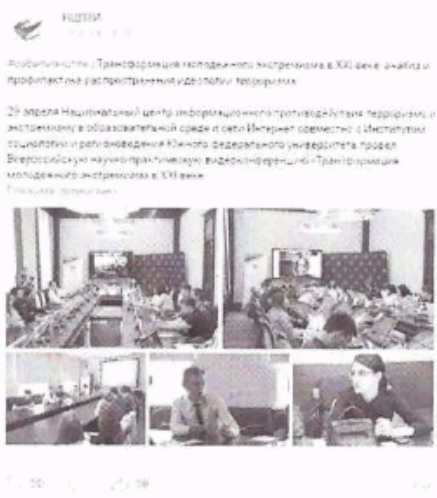 НЦПТИ
Трансформация молодежного экстремизма в XXI веке: анализ и
профилактика распространения идеологии терроризма
29 апреля Национальный центр информационного противодействия терроризму и
экстремизму в образовательной среде и сети Интернет совместно с Институтом
социологии и регионоведения Южного федерального университета провел
Всероссийскую научно-практическую видеоконференцию «Трансформация
молодежного экстремизма в XXI веке